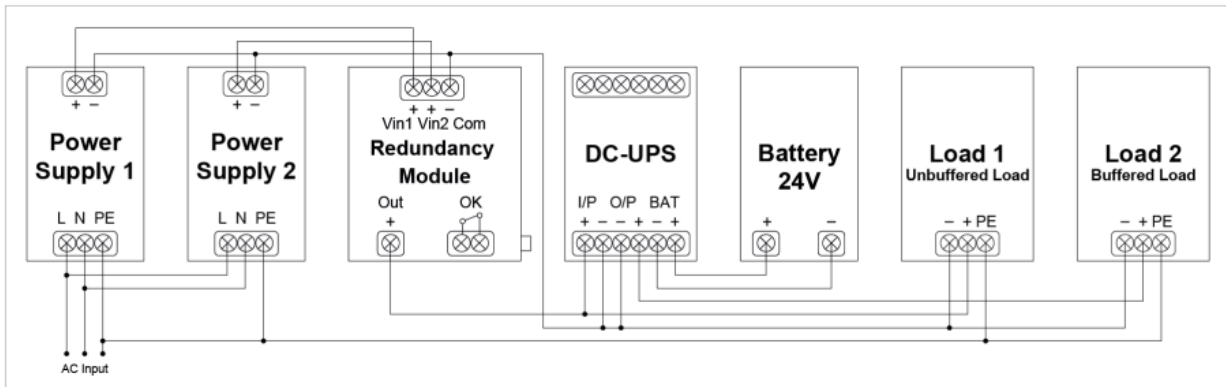 + −
+ −
+ + −
Vin1 Vin2 Com
Power
Supply 1
Power
Supply 2
Redundancy
Module
DC-UPS
Battery
24V
Load 1
Unbuffered Load
Load 2
Buffered Load
L N PE
L N PE
Out
+
OK
I/P O/P BAT
+ − − + − +
+ −
− + PE
− + PE
AC Input